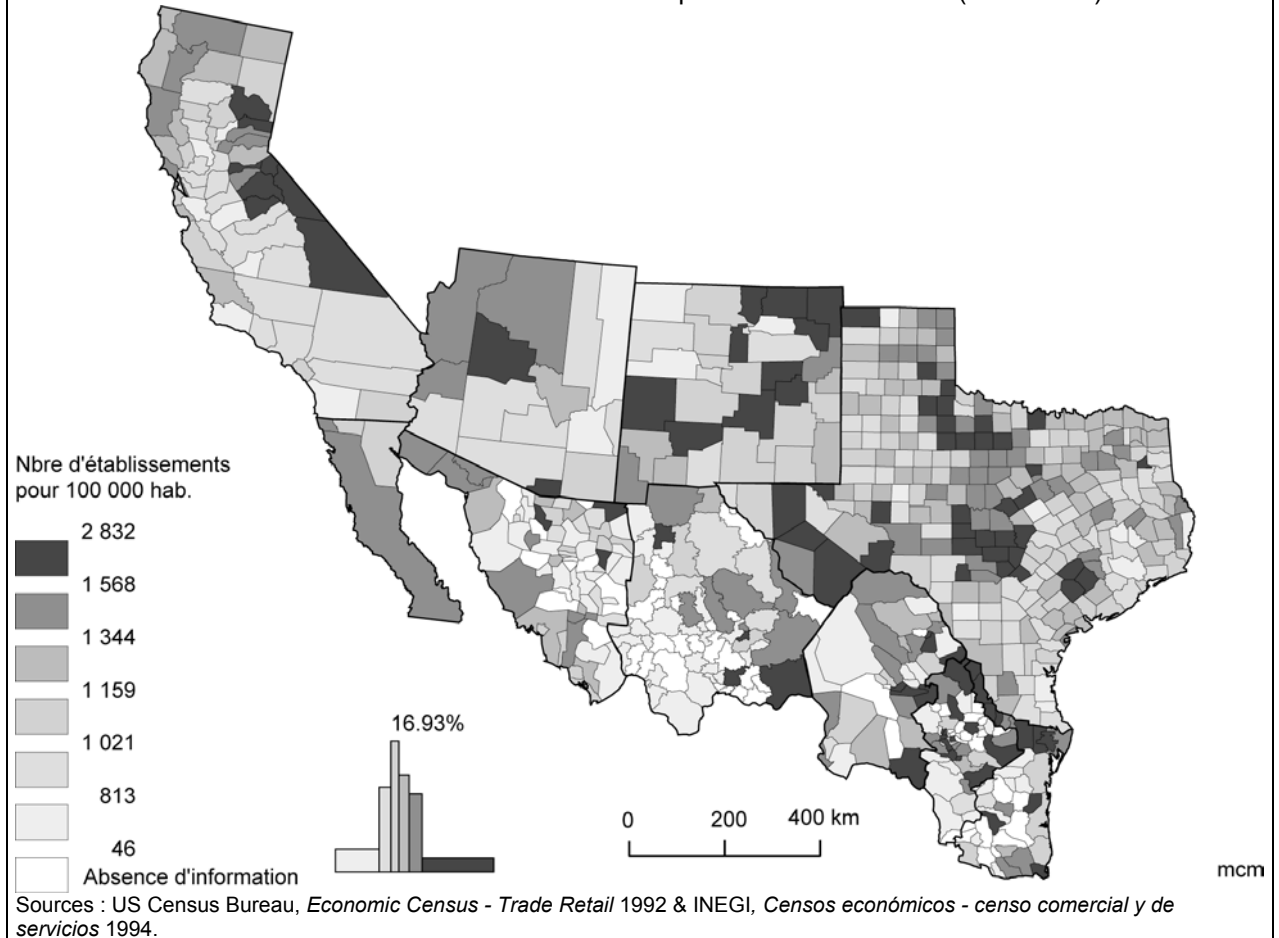 Nbre d'établissements
pour 100 000 hab.
2 832
1 568
1 344
1 159
1 021
813
46
Absence d'information
16.93%
0 200 400 km
mcm
Sources : US Census Bureau, Economic Census - Trade Retail 1992 & INEGI, Censos económicos - censo comercial y de
servicios 1994.